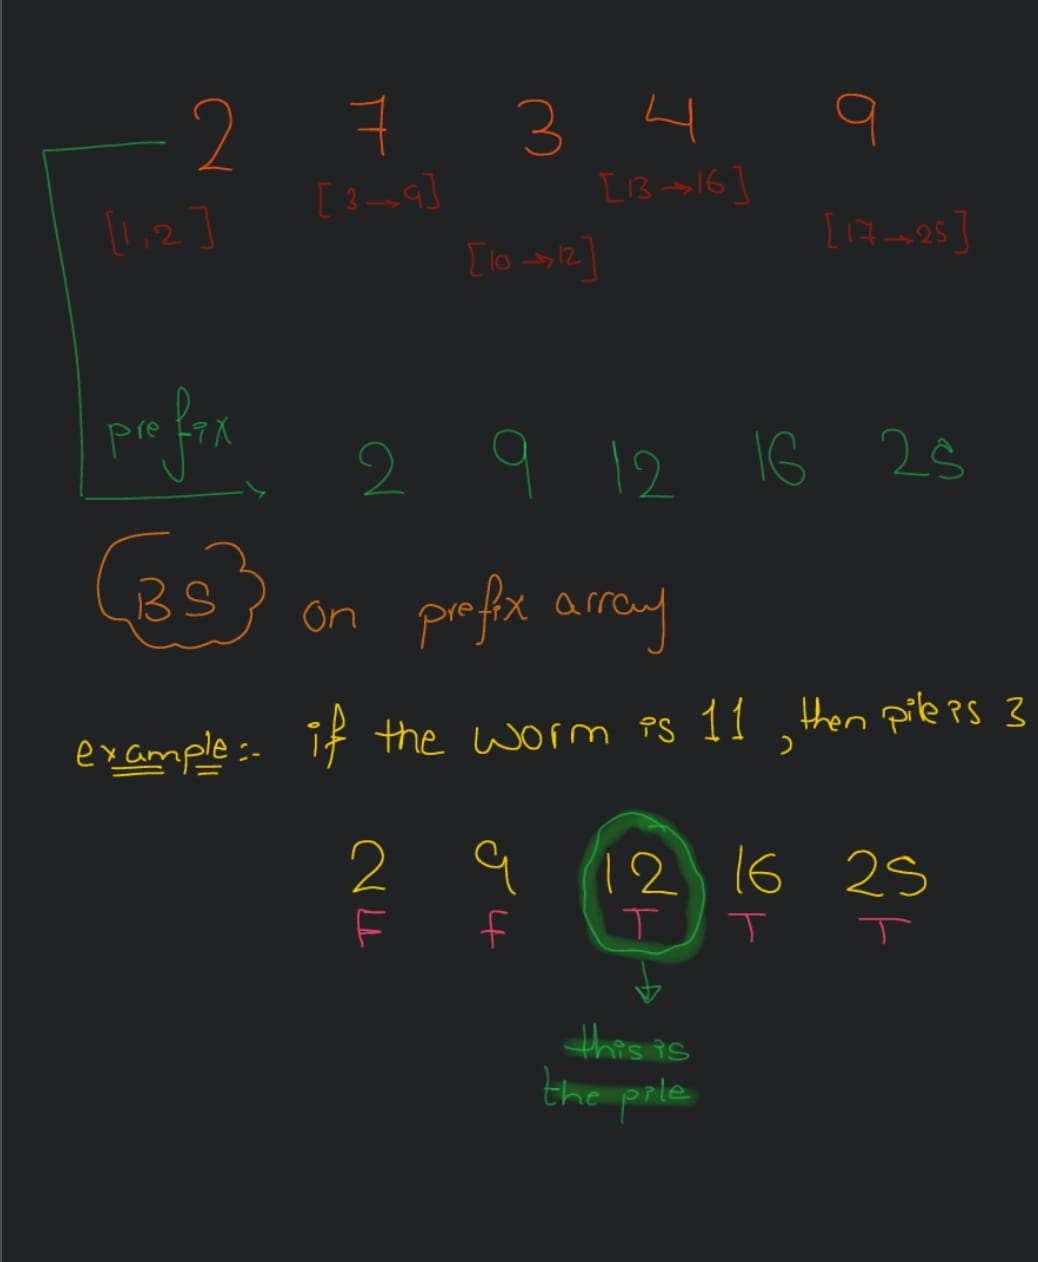 2 7 3 4 9
[1,2] [3→9] [10→12] [13→16] [17→25]
prefix 2 9 12 16 25
BS on prefix array
example:- if the worm is 11, then pile is 3
2 9 12 16 25
F f T T T
this is
the pile